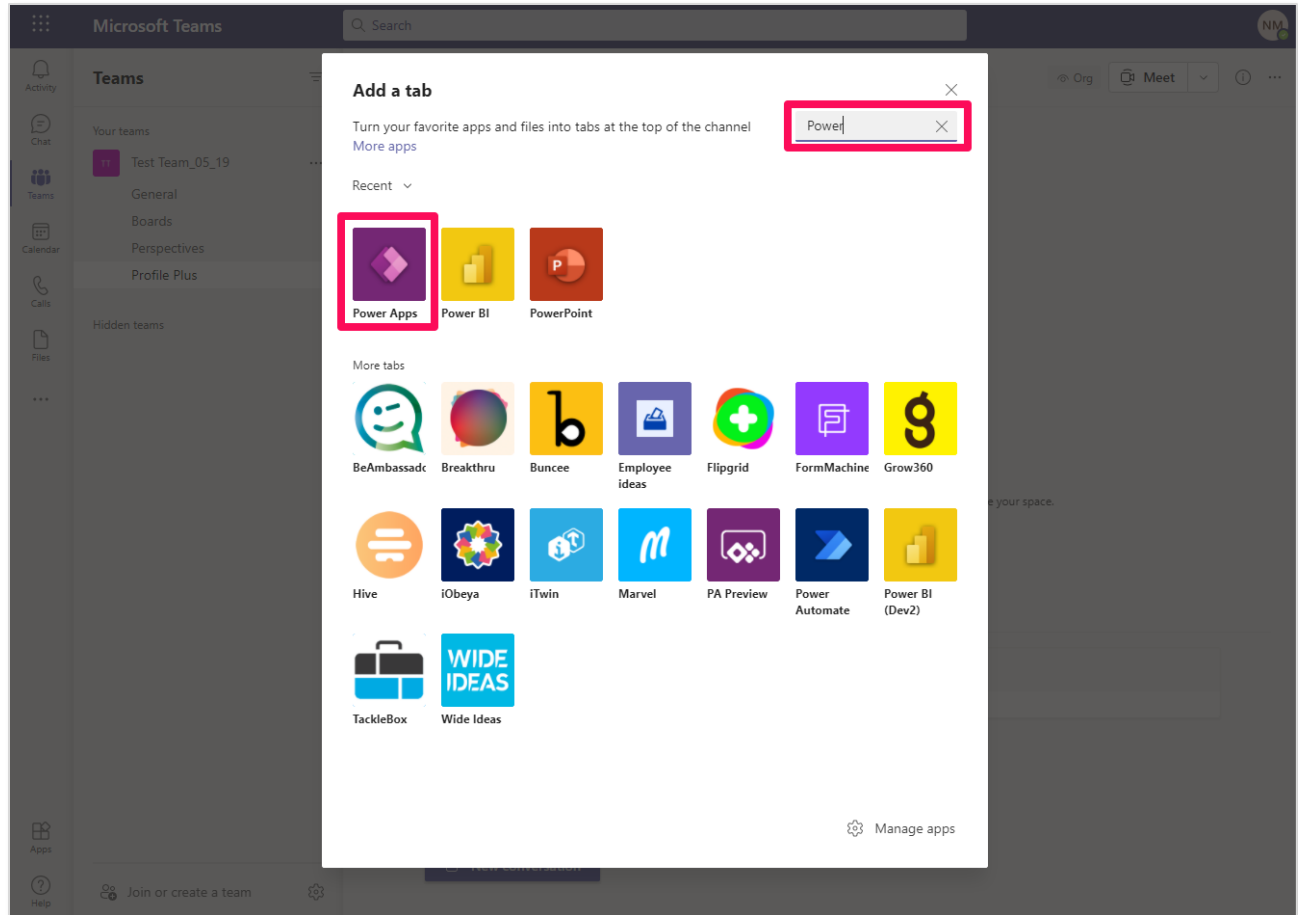 Microsoft Teams
Search
NM
Activity
Chat
Teams
Calendar
Calls
Files
Apps
Help
Teams
Your teams
TT Test Team_05_19
General
Boards
Perspectives
Profile Plus
Hidden teams
Join or create a team
Org
Meet
Add a tab
Turn your favorite apps and files into tabs at the top of the channel
More apps
Power
Recent
P
Power Apps Power BI PowerPoint
More tabs
BeAmbassadc Breakthru Buncee Employee ideas Flipgrid FormMachine Grow360
WIDE
IDEAS
Hive iObeya iTwin Marvel PA Preview Power Automate Power BI (Dev2)
TackleBox Wide Ideas
Manage apps
e your space.
New conversation